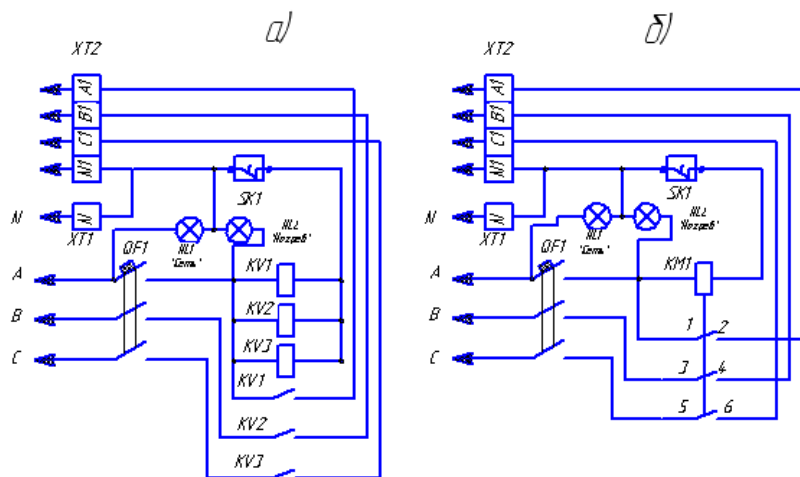 а)
XT2
A1
B1
C1
N1
SK1
N
N
XT1
HL1
"Сеть"
HL2
"Нагрев"
QF1
A
B
C
KV1
KV2
KV3
KV1
KV2
KV3
б)
XT2
A1
B1
C1
N1
SK1
N
N
XT1
HL1
"Сеть"
HL2
"Нагрев"
QF1
A
B
C
KM1
1 2
3 4
5 6